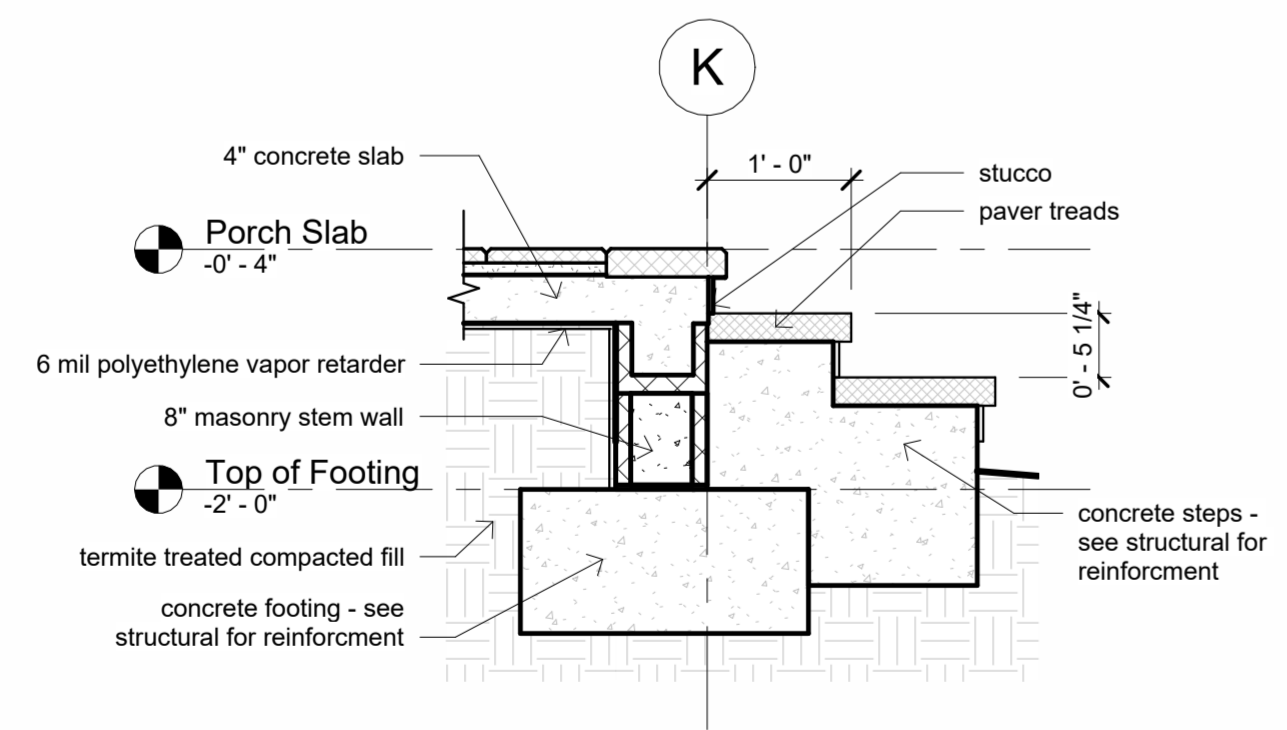 K
4" concrete slab
1' - 0"
stucco
paver treads
Porch Slab
-0' - 4"
0' - 5 1/4"
6 mil polyethylene vapor retarder
8" masonry stem wall
Top of Footing
-2' - 0"
termite treated compacted fill
concrete footing - see
structural for reinforcment
concrete steps -
see structural for
reinforcment